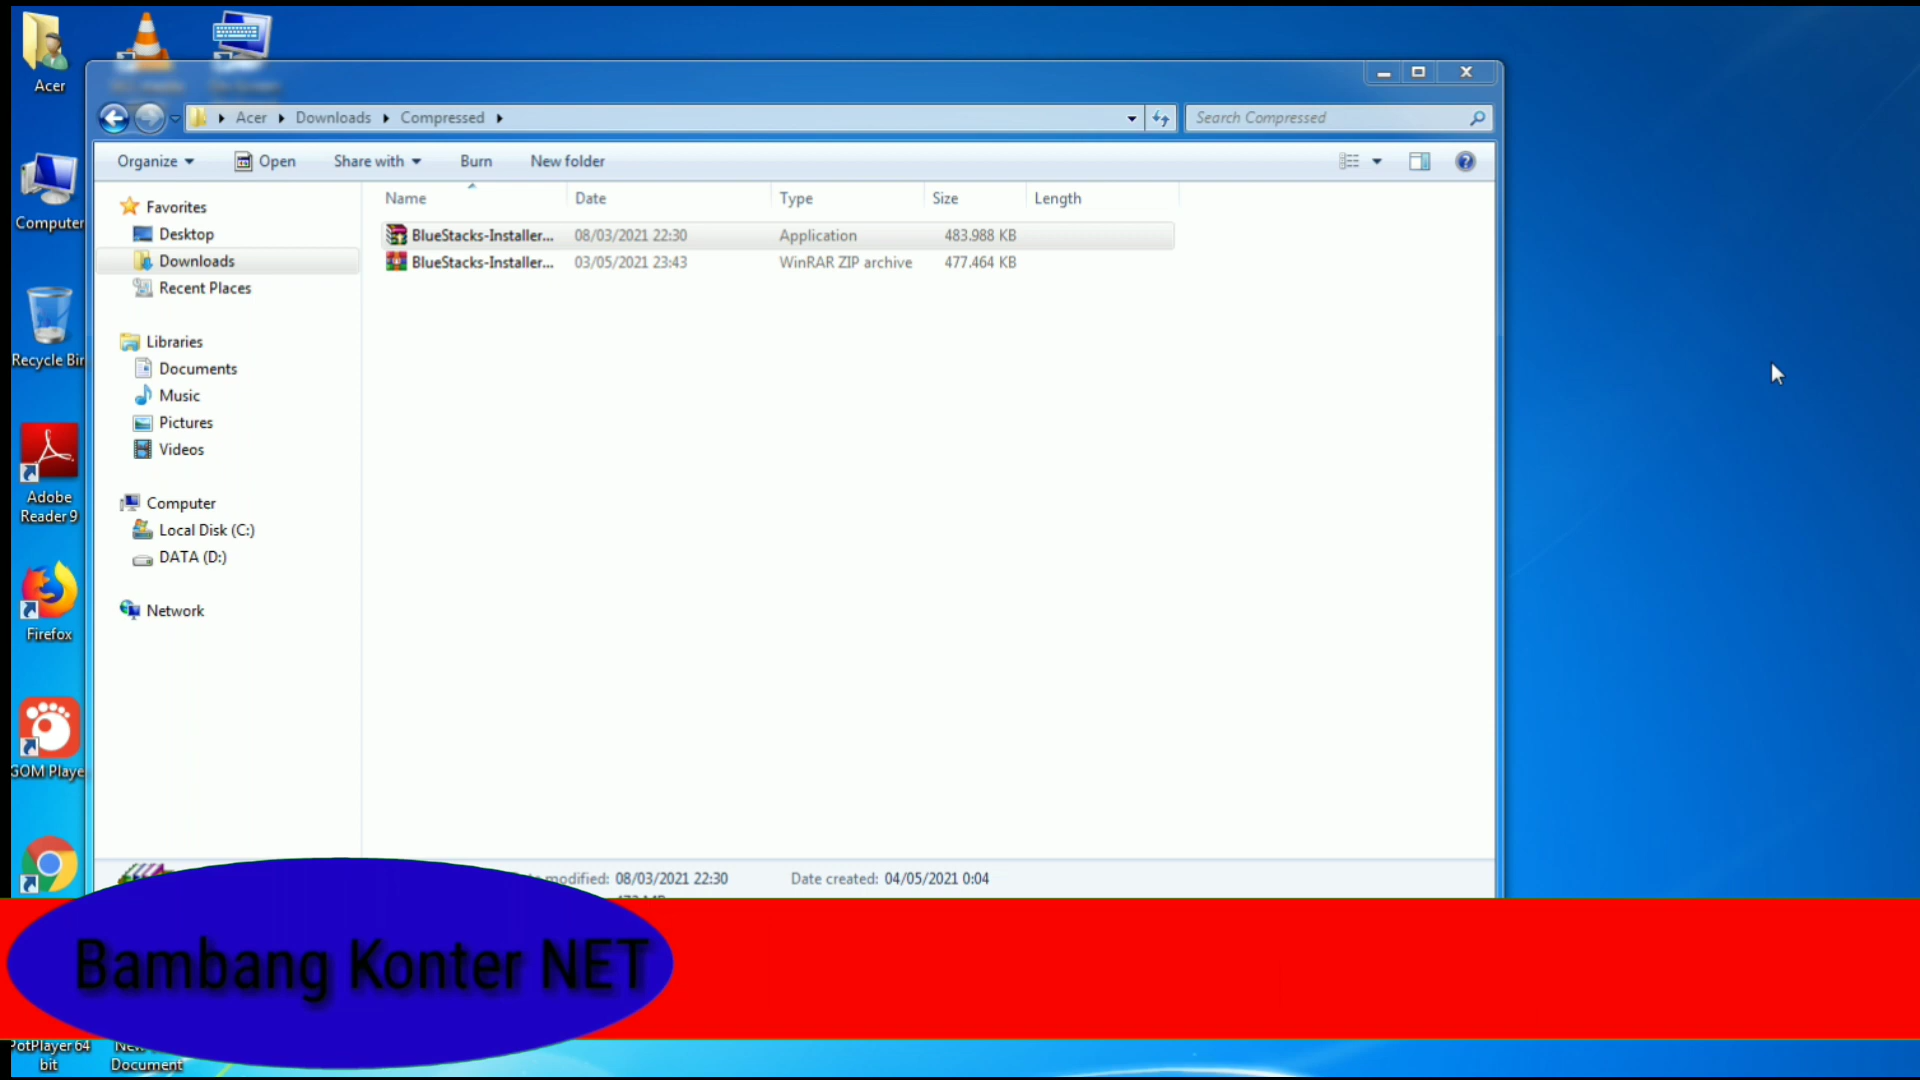 Acer
Computer
Recycle Bin
Adobe
Reader 9
Firefox
GOM Playe
PotPlayer 64
bit
Document
Acer
Downloads
Compressed
Search Compressed
Organize
Open
Share with
Burn
New folder
Favorites
Desktop
Downloads
Recent Places
Libraries
Documents
Music
Pictures
Videos
Computer
Local Disk (C:)
DATA (D:)
Network
Name Date Type Size Length
BlueStacks-Installer... 08/03/2021 22:30 Application 483.988 KB
BlueStacks-Installer... 03/05/2021 23:43 WinRAR ZIP archive 477.464 KB
modified: 08/03/2021 22:30 Date created: 04/05/2021 0:04
Bambang Konter NET